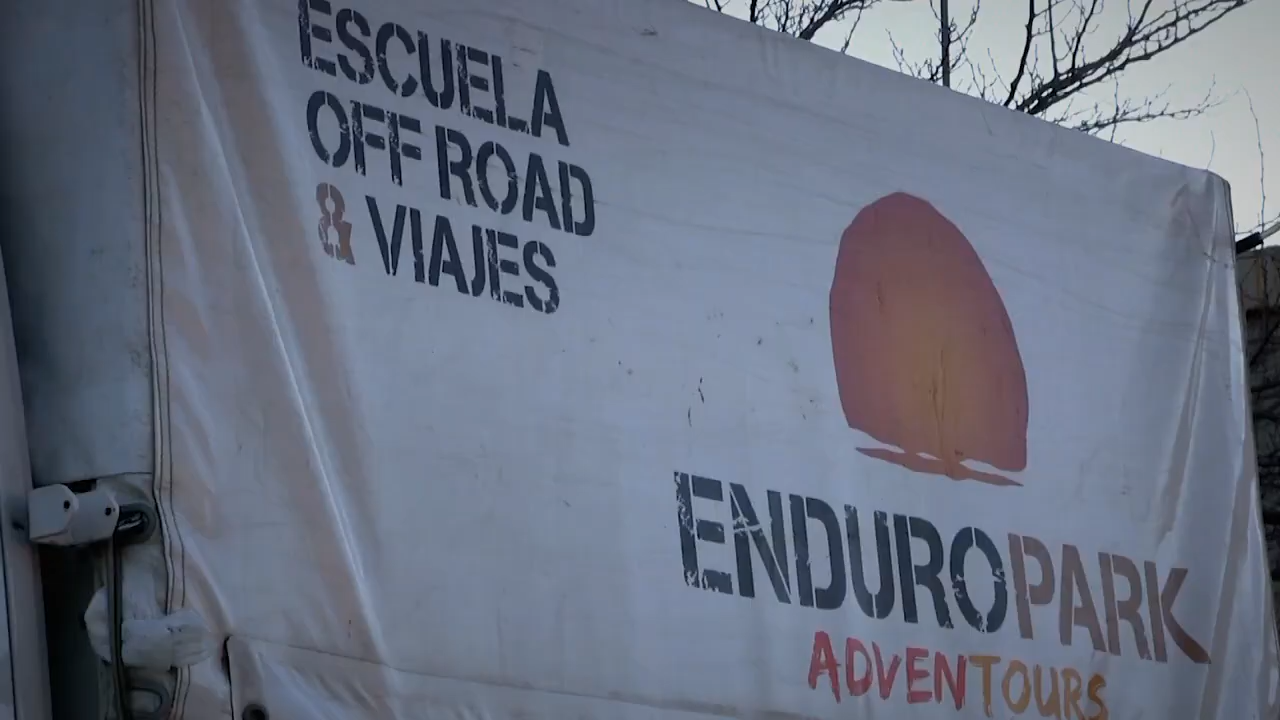 ESCUELA
OFF ROAD
& VIAJES
ENDUROPARK
ADVENTOURS